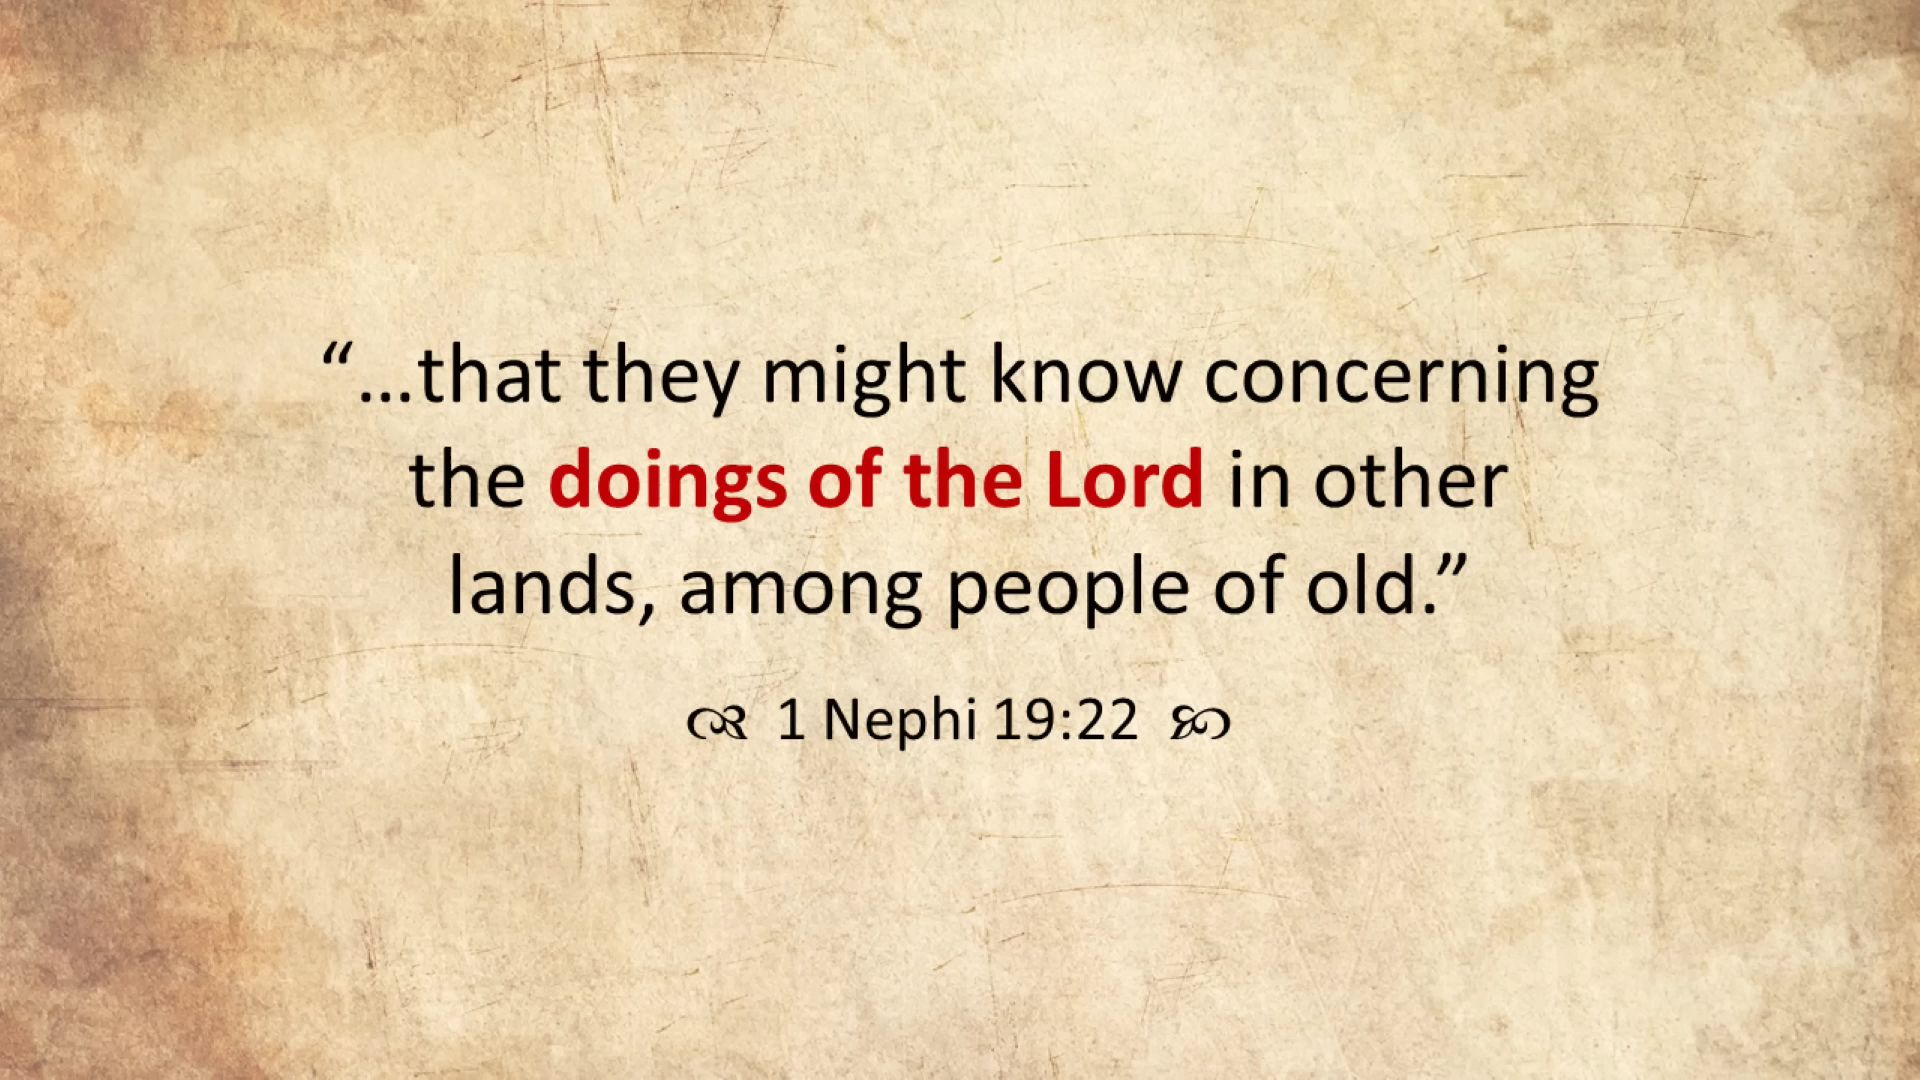 “…that they might know concerning
the doings of the Lord in other
lands, among people of old.”
1 Nephi 19:22